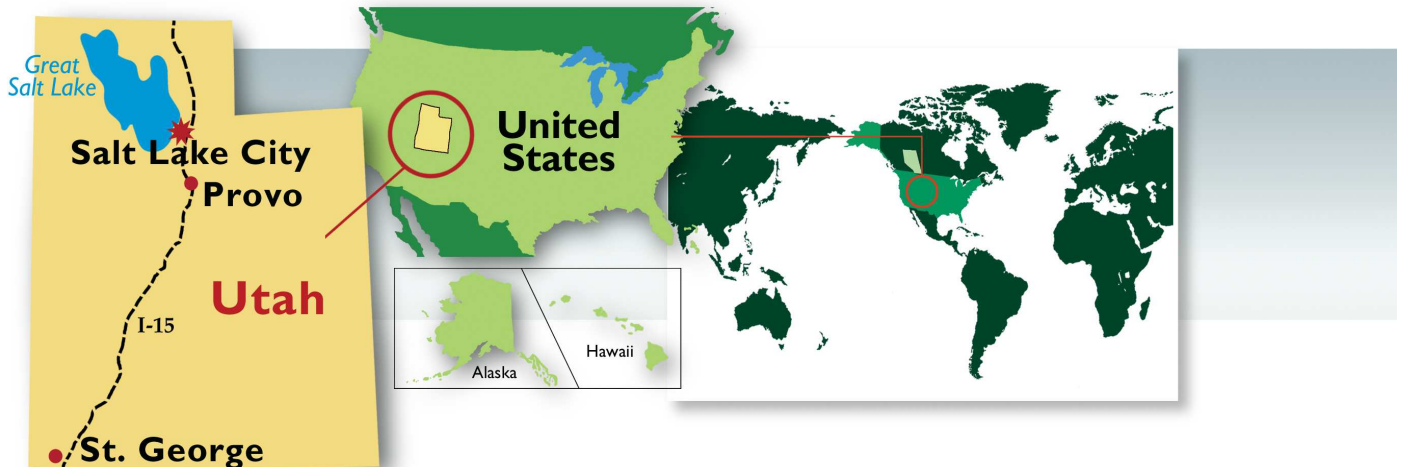 Great
Salt Lake
Salt Lake City
Provo
Utah
I-15
St. George
United
States
Alaska
Hawaii